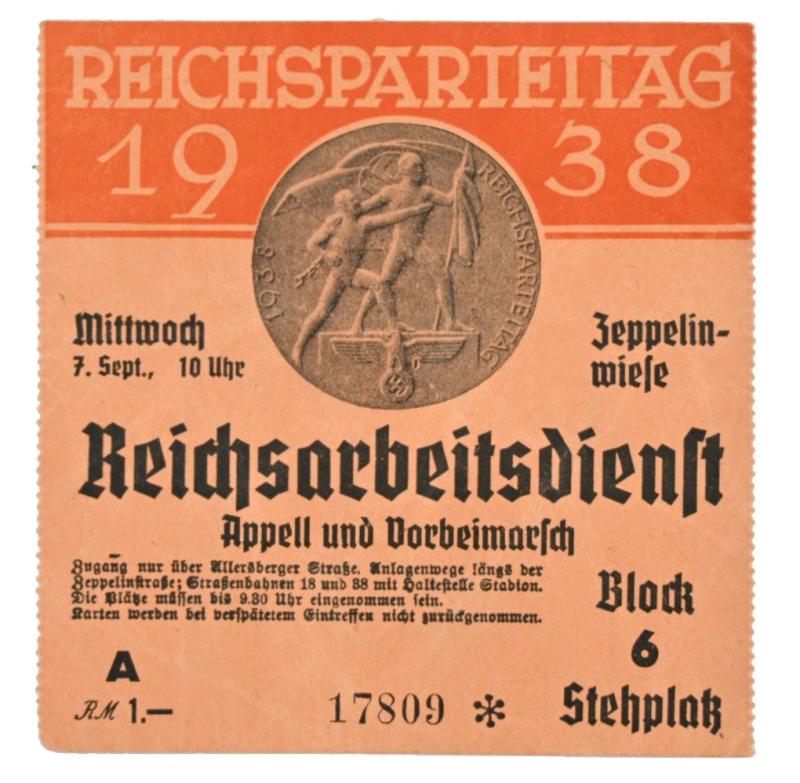 REICHSPARTEITAG
1938
1938 REICHSPARTEITAG
Mittwoch
7. Sept., 10 Uhr
Zeppelin-
wiese
Reichsarbeitsdienst
Appell und Vorbeimarsch
Zugang nur über Allersberger Straße. Anlagenwege längs der
Zeppelinstraße; Straßenbahnen 18 und 38 mit Haltestelle Stadion.
Die Plätze müssen bis 9.30 Uhr eingenommen sein.
Karten werden bei verspätetem Eintreffen nicht zurückgenommen.
Block
6
Stehplatz
A
RM 1.—
17809 *